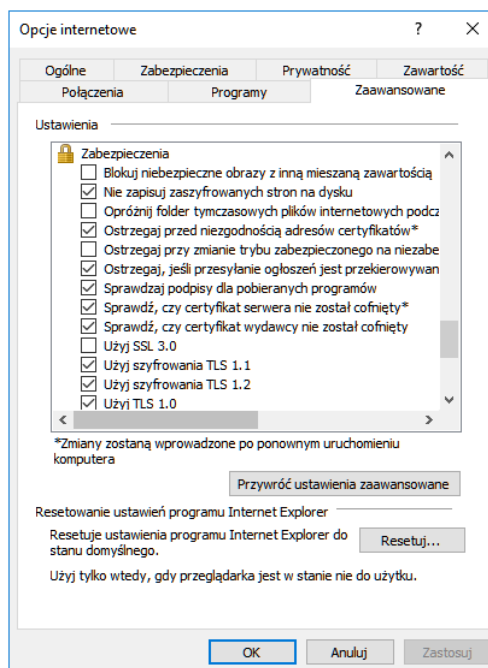 Opcje internetowe
?
Ogólne Zabezpieczenia Prywatność Zawartość
Połączenia Programy Zaawansowane
Ustawienia
Zabezpieczenia
Blokuj niebezpieczne obrazy z inną mieszaną zawartością
Nie zapisuj zaszyfrowanych stron na dysku
Opróżnij folder tymczasowych plików internetowych podcz
Ostrzegaj przed niezgodnością adresów certyfikatów*
Ostrzegaj przy zmianie trybu zabezpieczonego na niezabe
Ostrzegaj, jeśli przesyłanie ogłoszeń jest przekierowywan
Sprawdzaj podpisy dla pobieranych programów
Sprawdź, czy certyfikat serwera nie został cofnięty*
Sprawdź, czy certyfikat wydawcy nie został cofnięty
Użyj SSL 3.0
Użyj szyfrowania TLS 1.1
Użyj szyfrowania TLS 1.2
Użyj TLS 1.0
*Zmiany zostaną wprowadzone po ponownym uruchomieniu
komputera
Przywróć ustawienia zaawansowane
Resetowanie ustawień programu Internet Explorer
Resetuje ustawienia programu Internet Explorer do
stanu domyślnego.
Resetuj...
Użyj tylko wtedy, gdy przeglądarka jest w stanie nie do użytku.
OK Anuluj Zastosuj